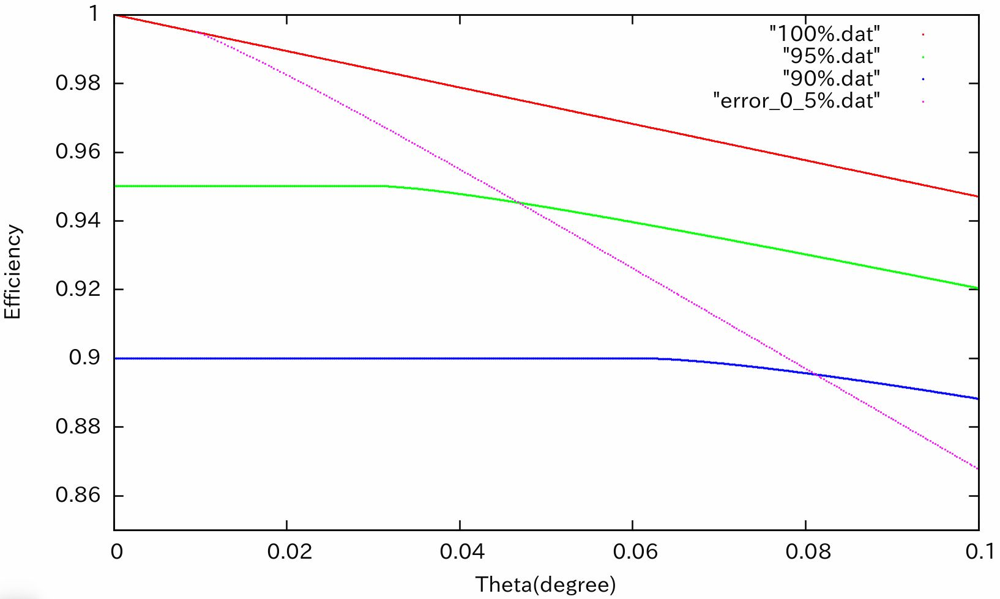 1
"100%.dat"
"95%.dat"
"90%.dat"
"error_0_5%.dat"
0.98
0.96
0.94
0.92
0.9
0.88
0.86
Efficiency
0 0.02 0.04 0.06 0.08 0.1
Theta(degree)